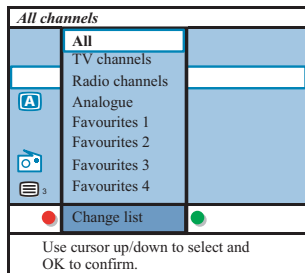 All channels
All
TV channels
Radio channels
A
Analogue
Favourites 1
Favourites 2
Favourites 3
3
Favourites 4
Change list
Use cursor up/down to select and
OK to confirm.